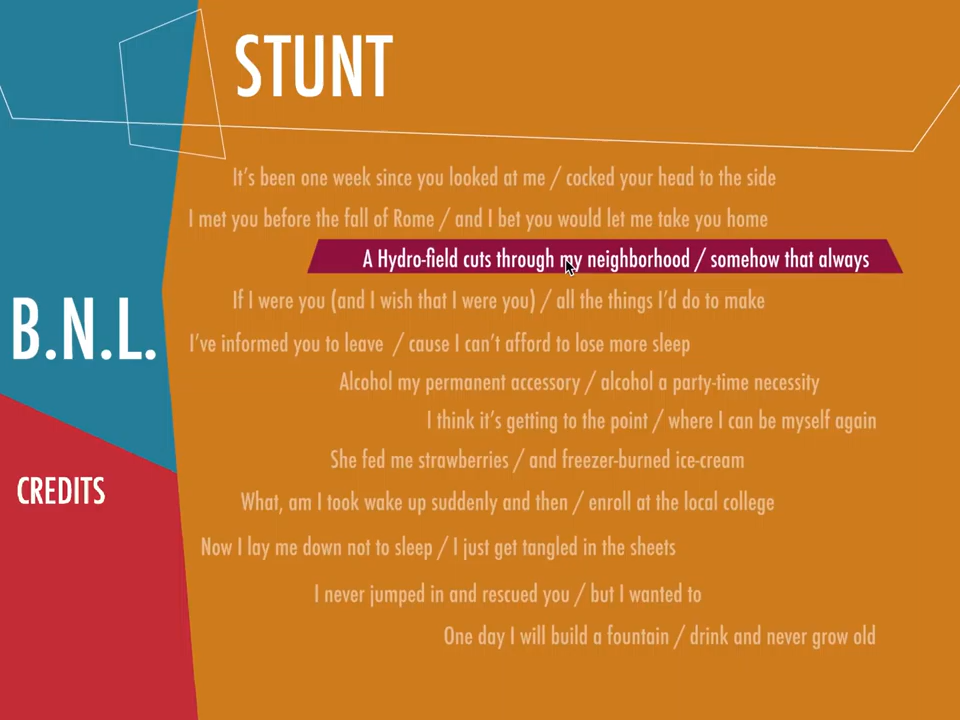 STUNT
It's been one week since you looked at me / cocked your head to the side
I met you before the fall of Rome / and I bet you would let me take you home
A Hydro-field cuts through my neighborhood / somehow that always
If I were you (and I wish that I were you) / all the things I'd do to make
B.N.L.
I've informed you to leave / cause I can't afford to lose more sleep
Alcohol my permanent accessory / alcohol a party-time necessity
I think it's getting to the point / where I can be myself again
She fed me strawberries / and freezer-burned ice-cream
CREDITS
What, am I took wake up suddenly and then / enroll at the local college
Now I lay me down not to sleep / I just get tangled in the sheets
I never jumped in and rescued you / but I wanted to
One day I will build a fountain / drink and never grow old